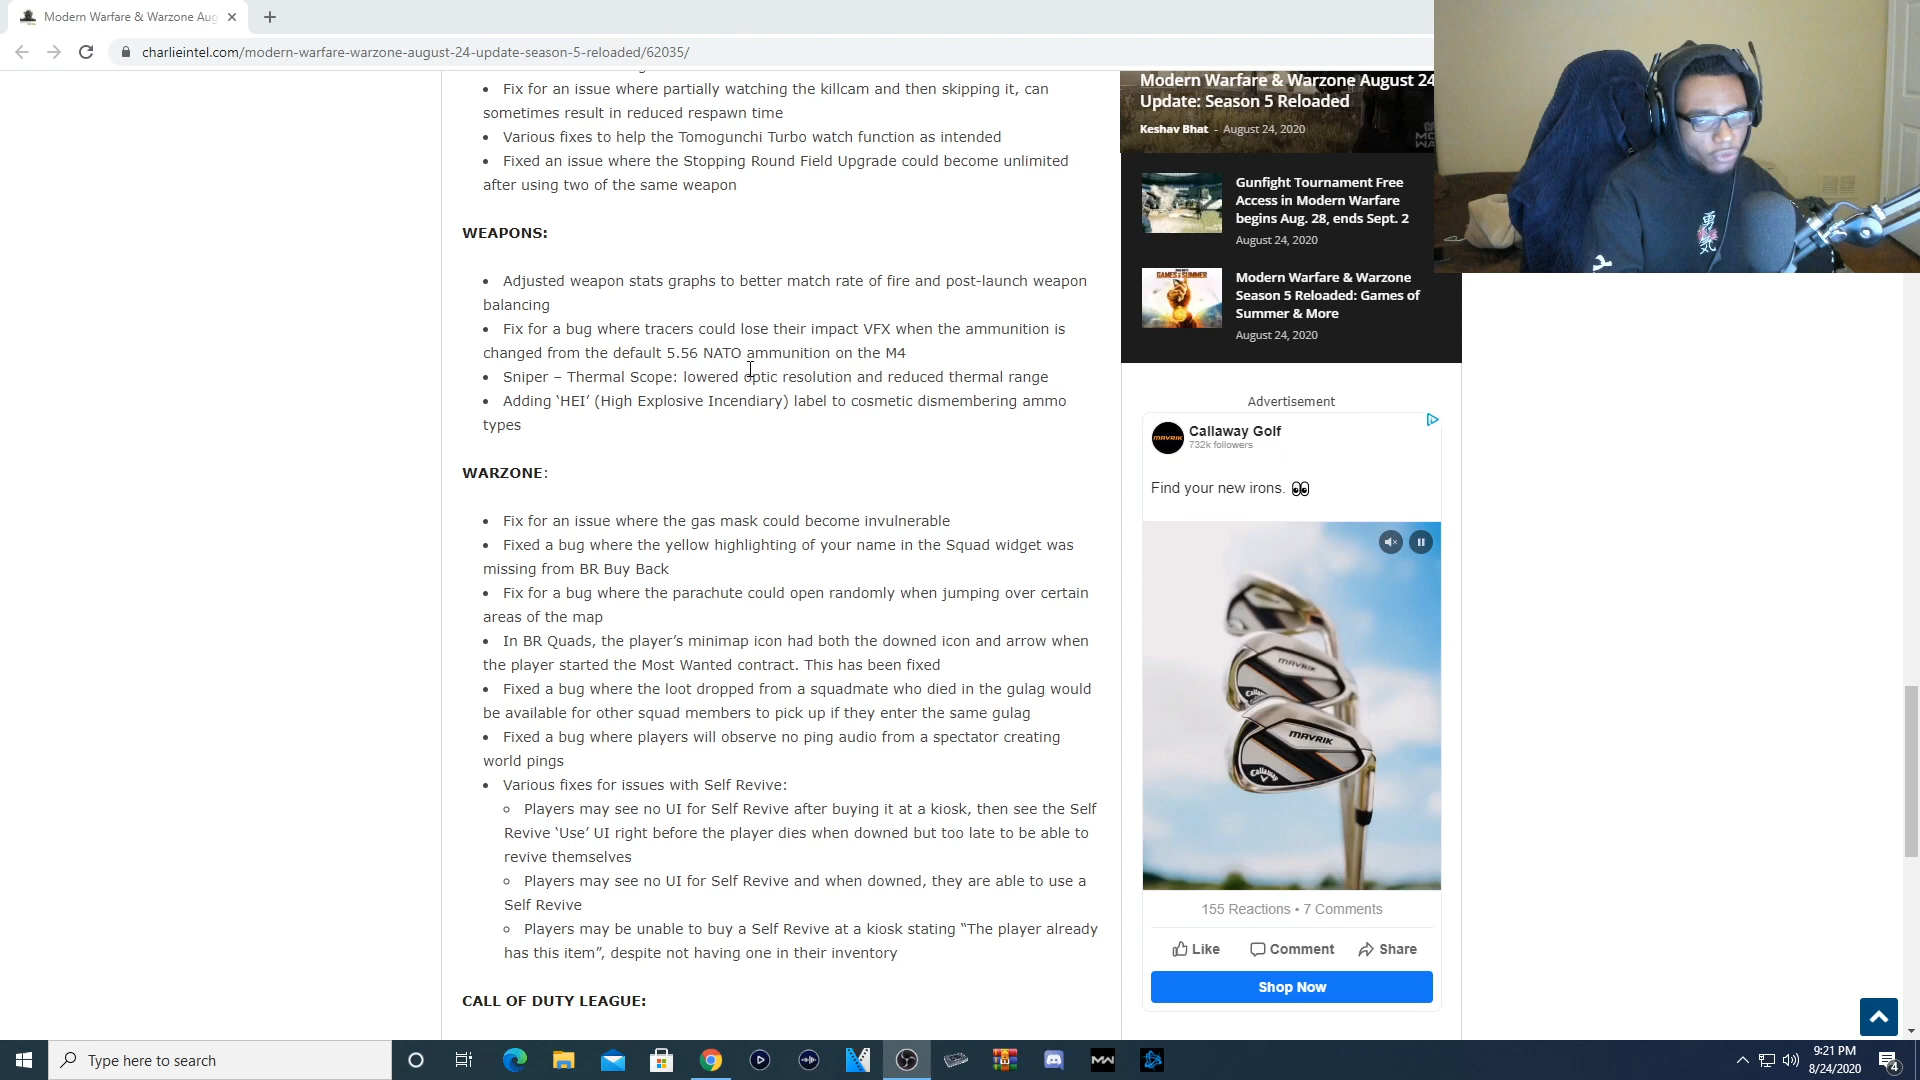 Modern Warfare & Warzone Aug
charlieintel.com/modern-warfare-warzone-august-24-update-season-5-reloaded/62035/
• Fix for an issue where partially watching the killcam and then skipping it, can
sometimes result in reduced respawn time
• Various fixes to help the Tomogunchi Turbo watch function as intended
• Fixed an issue where the Stopping Round Field Upgrade could become unlimited
after using two of the same weapon
WEAPONS:
• Adjusted weapon stats graphs to better match rate of fire and post-launch weapon
balancing
• Fix for a bug where tracers could lose their impact VFX when the ammunition is
changed from the default 5.56 NATO ammunition on the M4
• Sniper – Thermal Scope: lowered optic resolution and reduced thermal range
• Adding ‘HEI’ (High Explosive Incendiary) label to cosmetic dismembering ammo
types
WARZONE:
• Fix for an issue where the gas mask could become invulnerable
• Fixed a bug where the yellow highlighting of your name in the Squad widget was
missing from BR Buy Back
• Fix for a bug where the parachute could open randomly when jumping over certain
areas of the map
• In BR Quads, the player’s minimap icon had both the downed icon and arrow when
the player started the Most Wanted contract. This has been fixed
• Fixed a bug where the loot dropped from a squadmate who died in the gulag would
be available for other squad members to pick up if they enter the same gulag
• Fixed a bug where players will observe no ping audio from a spectator creating
world pings
• Various fixes for issues with Self Revive:
Players may see no UI for Self Revive after buying it at a kiosk, then see the Self
Revive ‘Use’ UI right before the player dies when downed but too late to be able to
revive themselves
Players may see no UI for Self Revive and when downed, they are able to use a
Self Revive
Players may be unable to buy a Self Revive at a kiosk stating “The player already
has this item”, despite not having one in their inventory
CALL OF DUTY LEAGUE:
Modern Warfare & Warzone August 24
Update: Season 5 Reloaded
Keshav Bhat - August 24, 2020
Gunfight Tournament Free
Access in Modern Warfare
begins Aug. 28, ends Sept. 2
August 24, 2020
Modern Warfare & Warzone
Season 5 Reloaded: Games of
Summer & More
August 24, 2020
Advertisement
Callaway Golf
732k followers
Find your new irons.
MAVRIK
MAVRIK
Callaway
155 Reactions • 7 Comments
Like Comment Share
Shop Now
勇気
Type here to search
MW
9:21 PM
8/24/2020
4